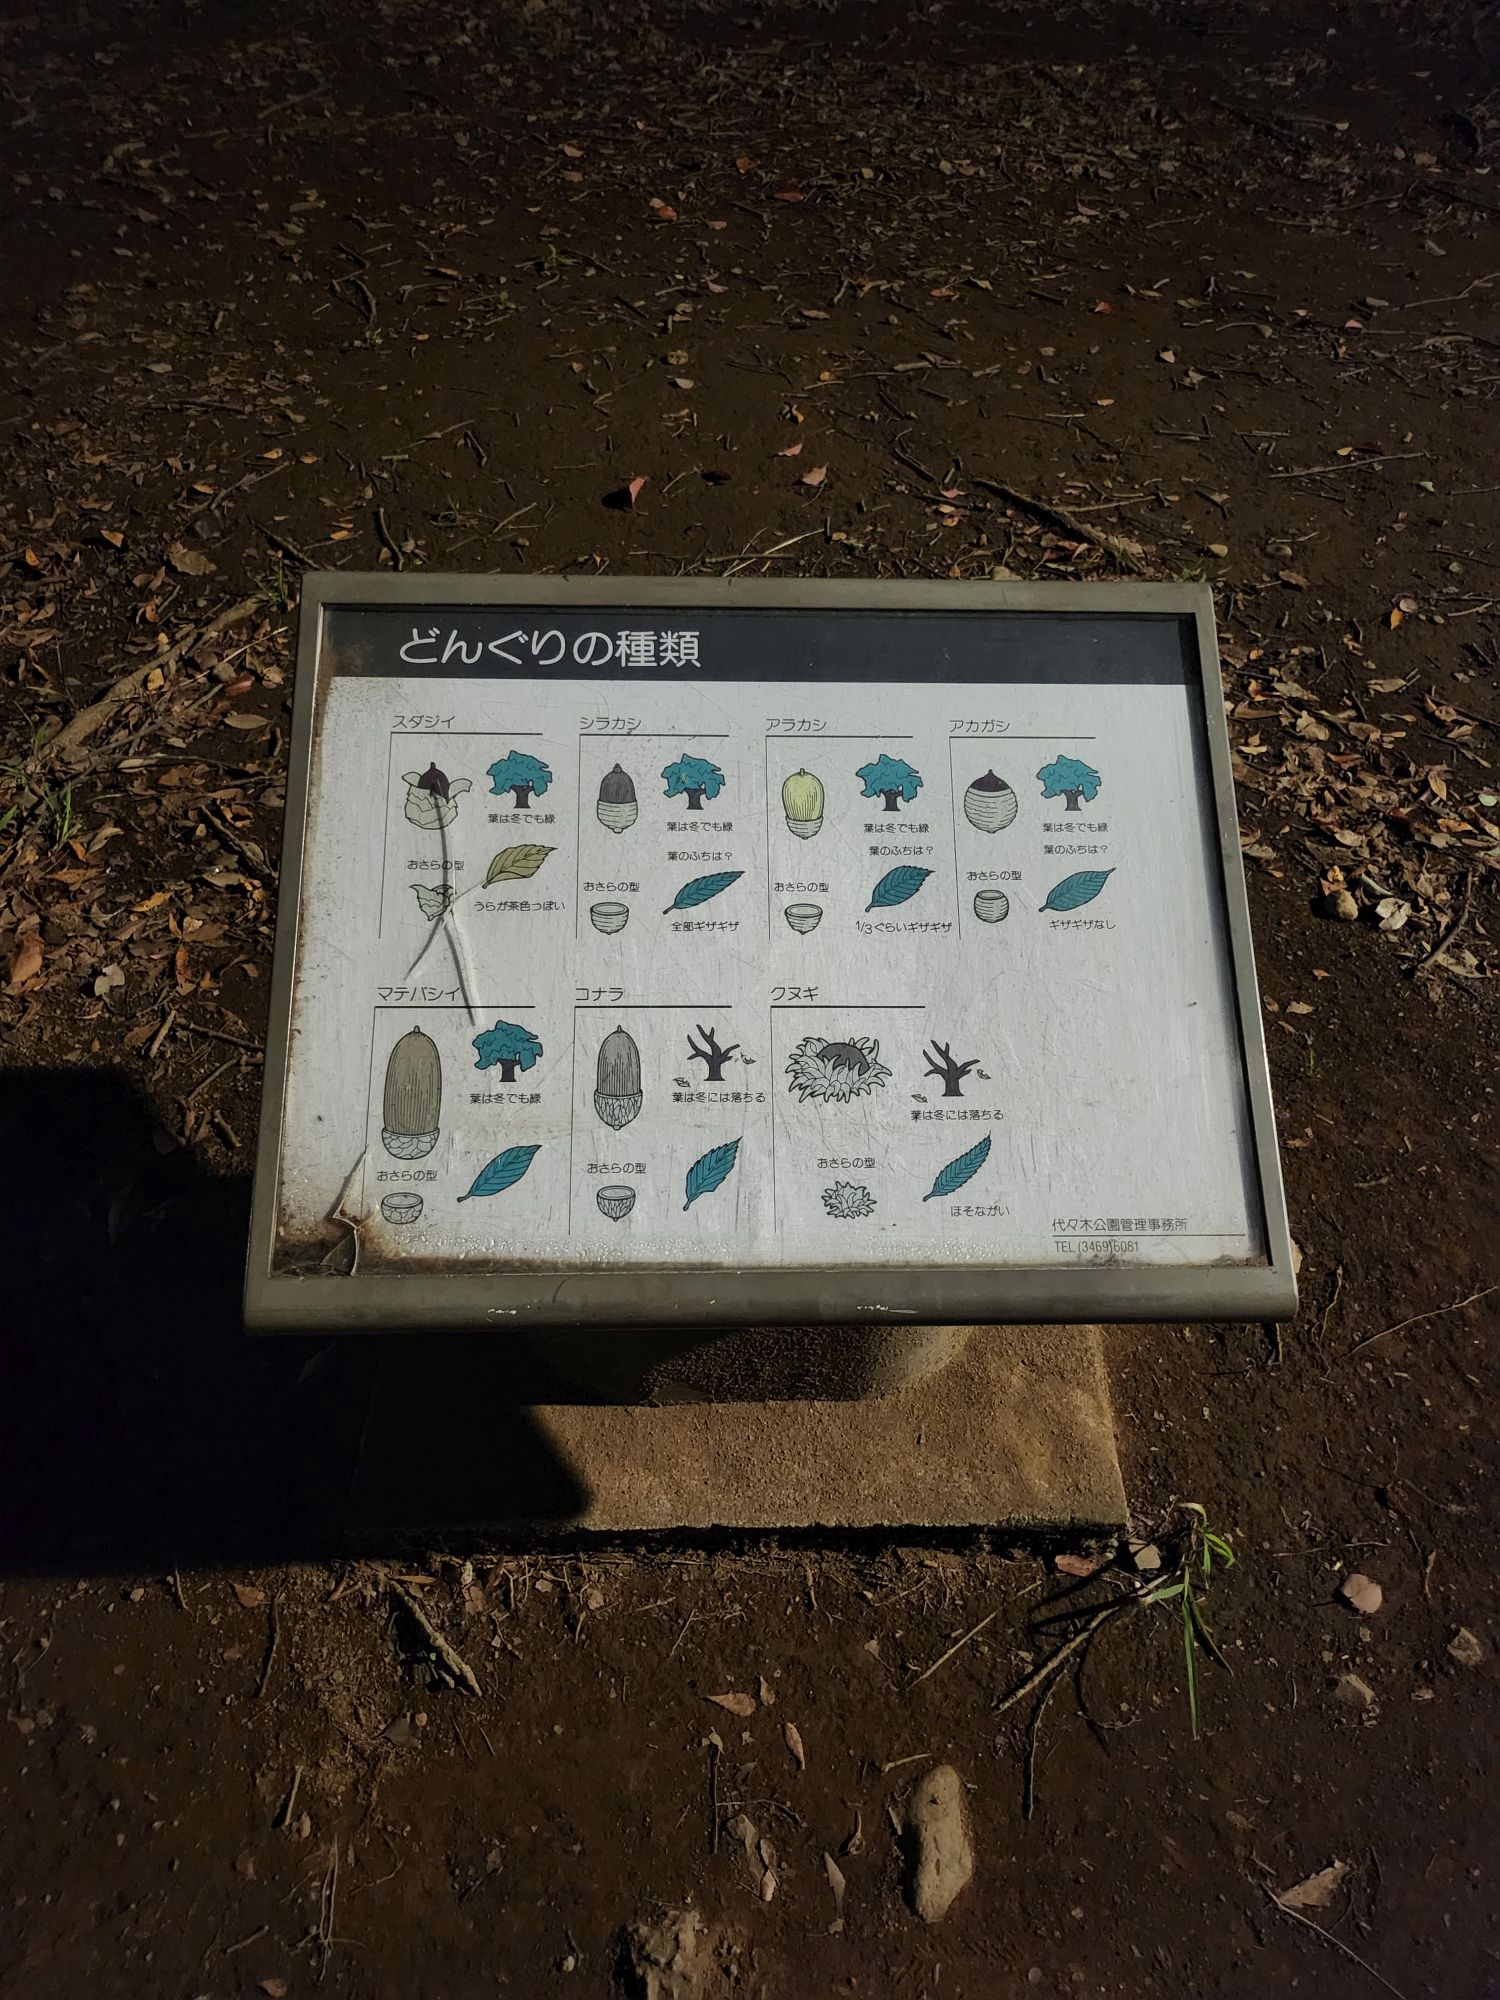 どんぐりの種類
スダジイ
葉は冬でも緑
おさらの型
うらが茶色っぽい
シラカシ
葉は冬でも緑
葉のふちは?
おさらの型
全部ギザギザ
アラカシ
葉は冬でも緑
葉のふちは?
おさらの型
1/3ぐらいギザギザ
アカガシ
葉は冬でも緑
葉のふちは?
おさらの型
ギザギザなし
マテバシイ
葉は冬でも緑
おさらの型
コナラ
葉は冬には落ちる
おさらの型
クヌギ
葉は冬には落ちる
おさらの型
ほそながい
代々木公園管理事務所
TEL (3469)6081